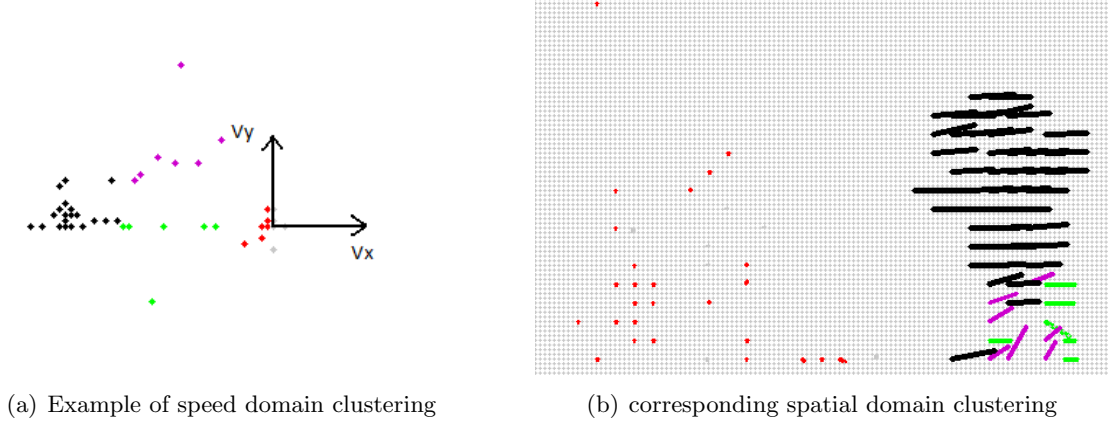 Vy
Vx
(a) Example of speed domain clustering
(b) corresponding spatial domain clustering